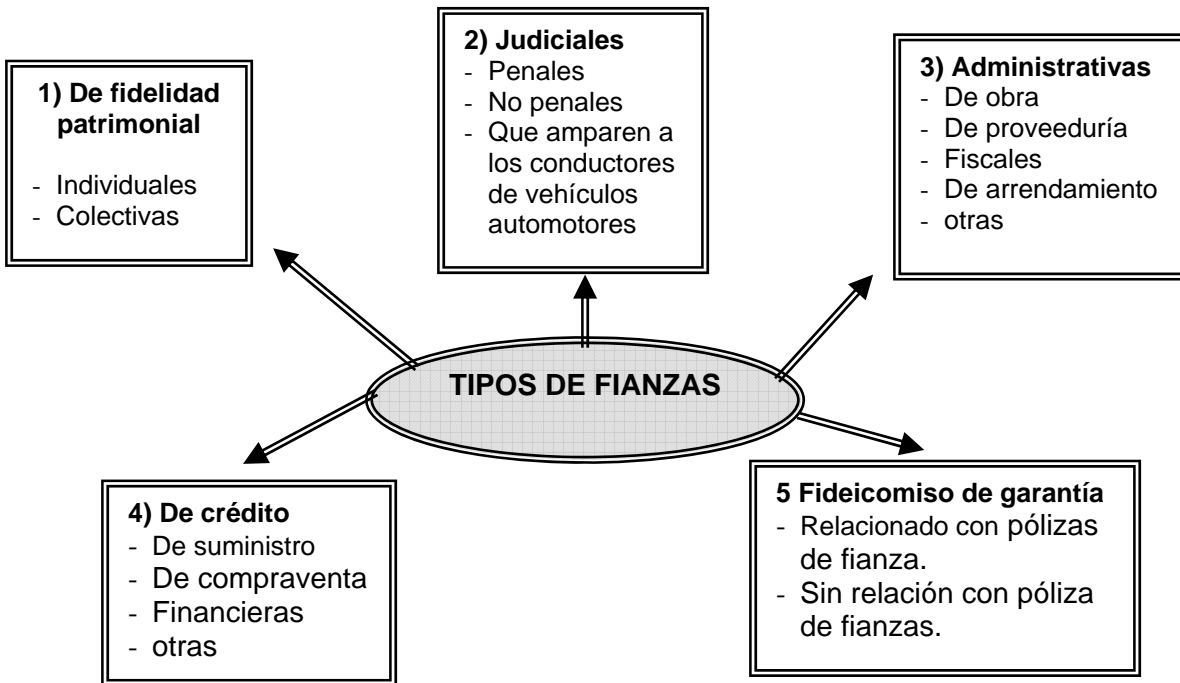 1) De fidelidad
patrimonial
- Individuales
- Colectivas
2) Judiciales
- Penales
- No penales
- Que amparen a
los conductores
de vehículos
automotores
3) Administrativas
- De obra
- De proveeduría
- Fiscales
- De arrendamiento
- otras
TIPOS DE FIANZAS
4) De crédito
- De suministro
- De compraventa
- Financieras
- otras
5 Fideicomiso de garantía
- Relacionado con pólizas
de fianza.
- Sin relación con póliza
de fianzas.